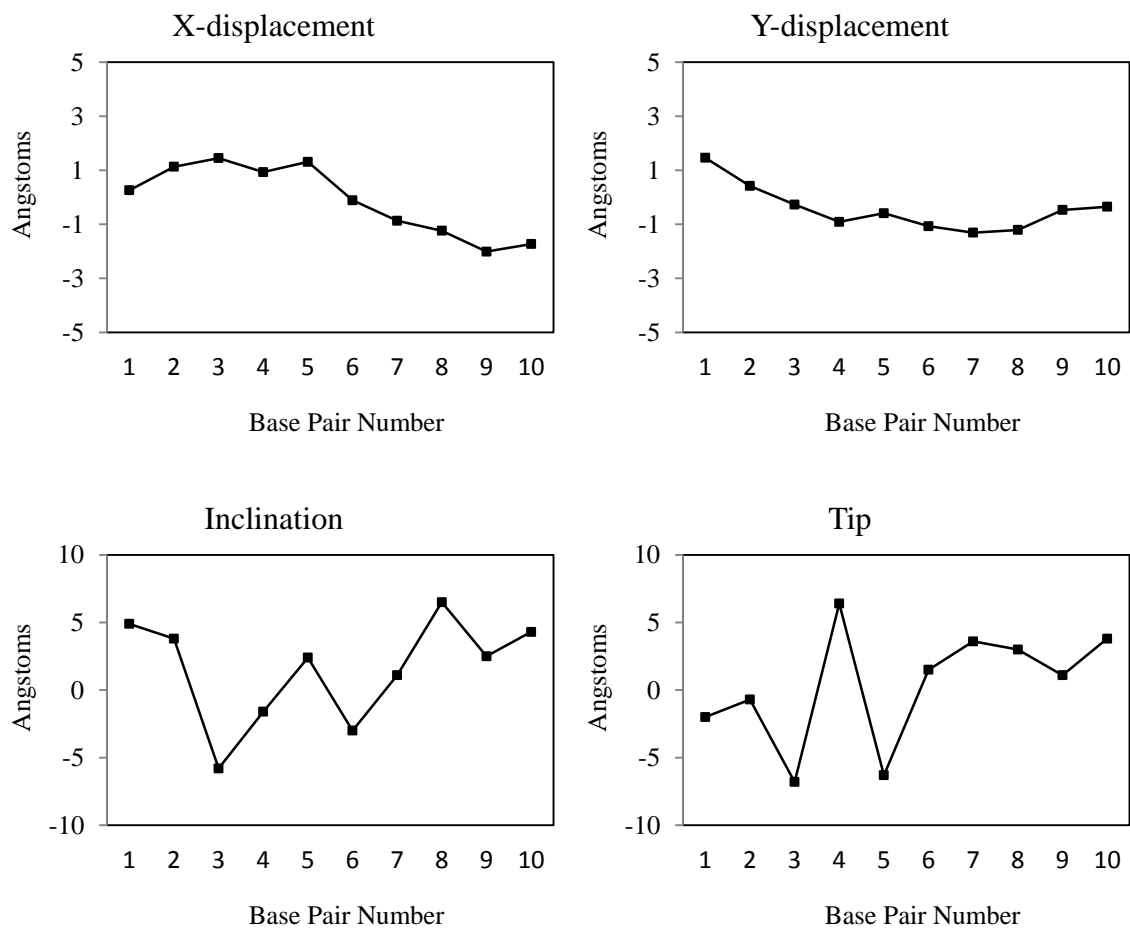 X-displacement
5
3
1
-1
-3
-5
Angstoms
1 2 3 4 5 6 7 8 9 10
Base Pair Number
Y-displacement
5
3
1
-1
-3
-5
Angstoms
1 2 3 4 5 6 7 8 9 10
Base Pair Number
Inclination
10
5
0
-5
-10
Angstoms
1 2 3 4 5 6 7 8 9 10
Base Pair Number
Tip
10
5
0
-5
-10
Angstoms
1 2 3 4 5 6 7 8 9 10
Base Pair Number